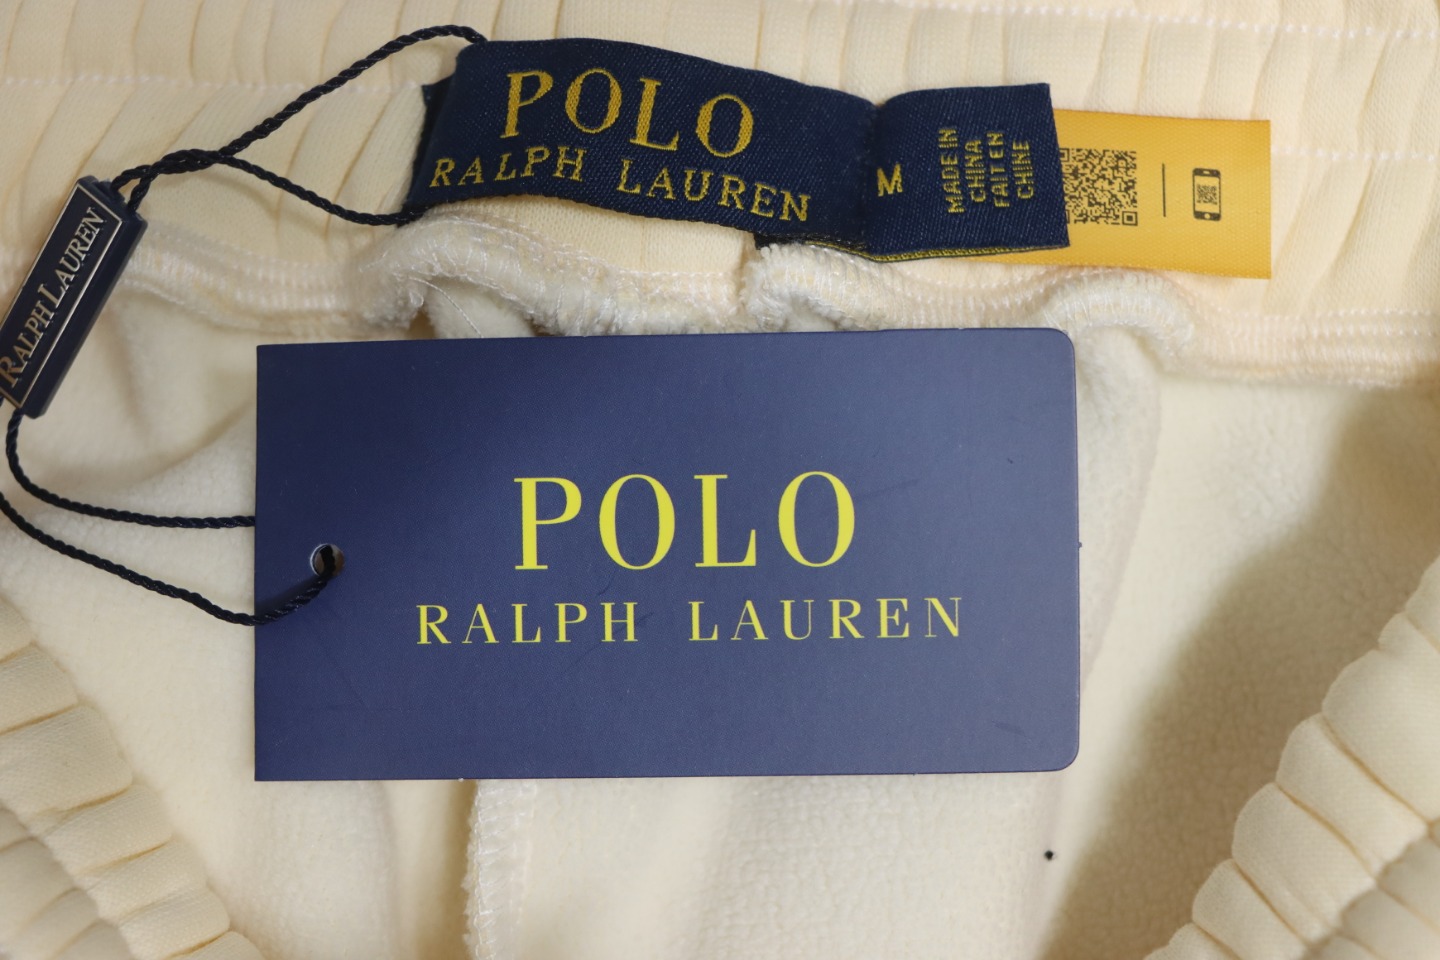 POLO
RALPH LAUREN
M
MADE IN
CHINA
FAIT EN
CHINE
RALPH LAUREN
POLO
RALPH LAUREN